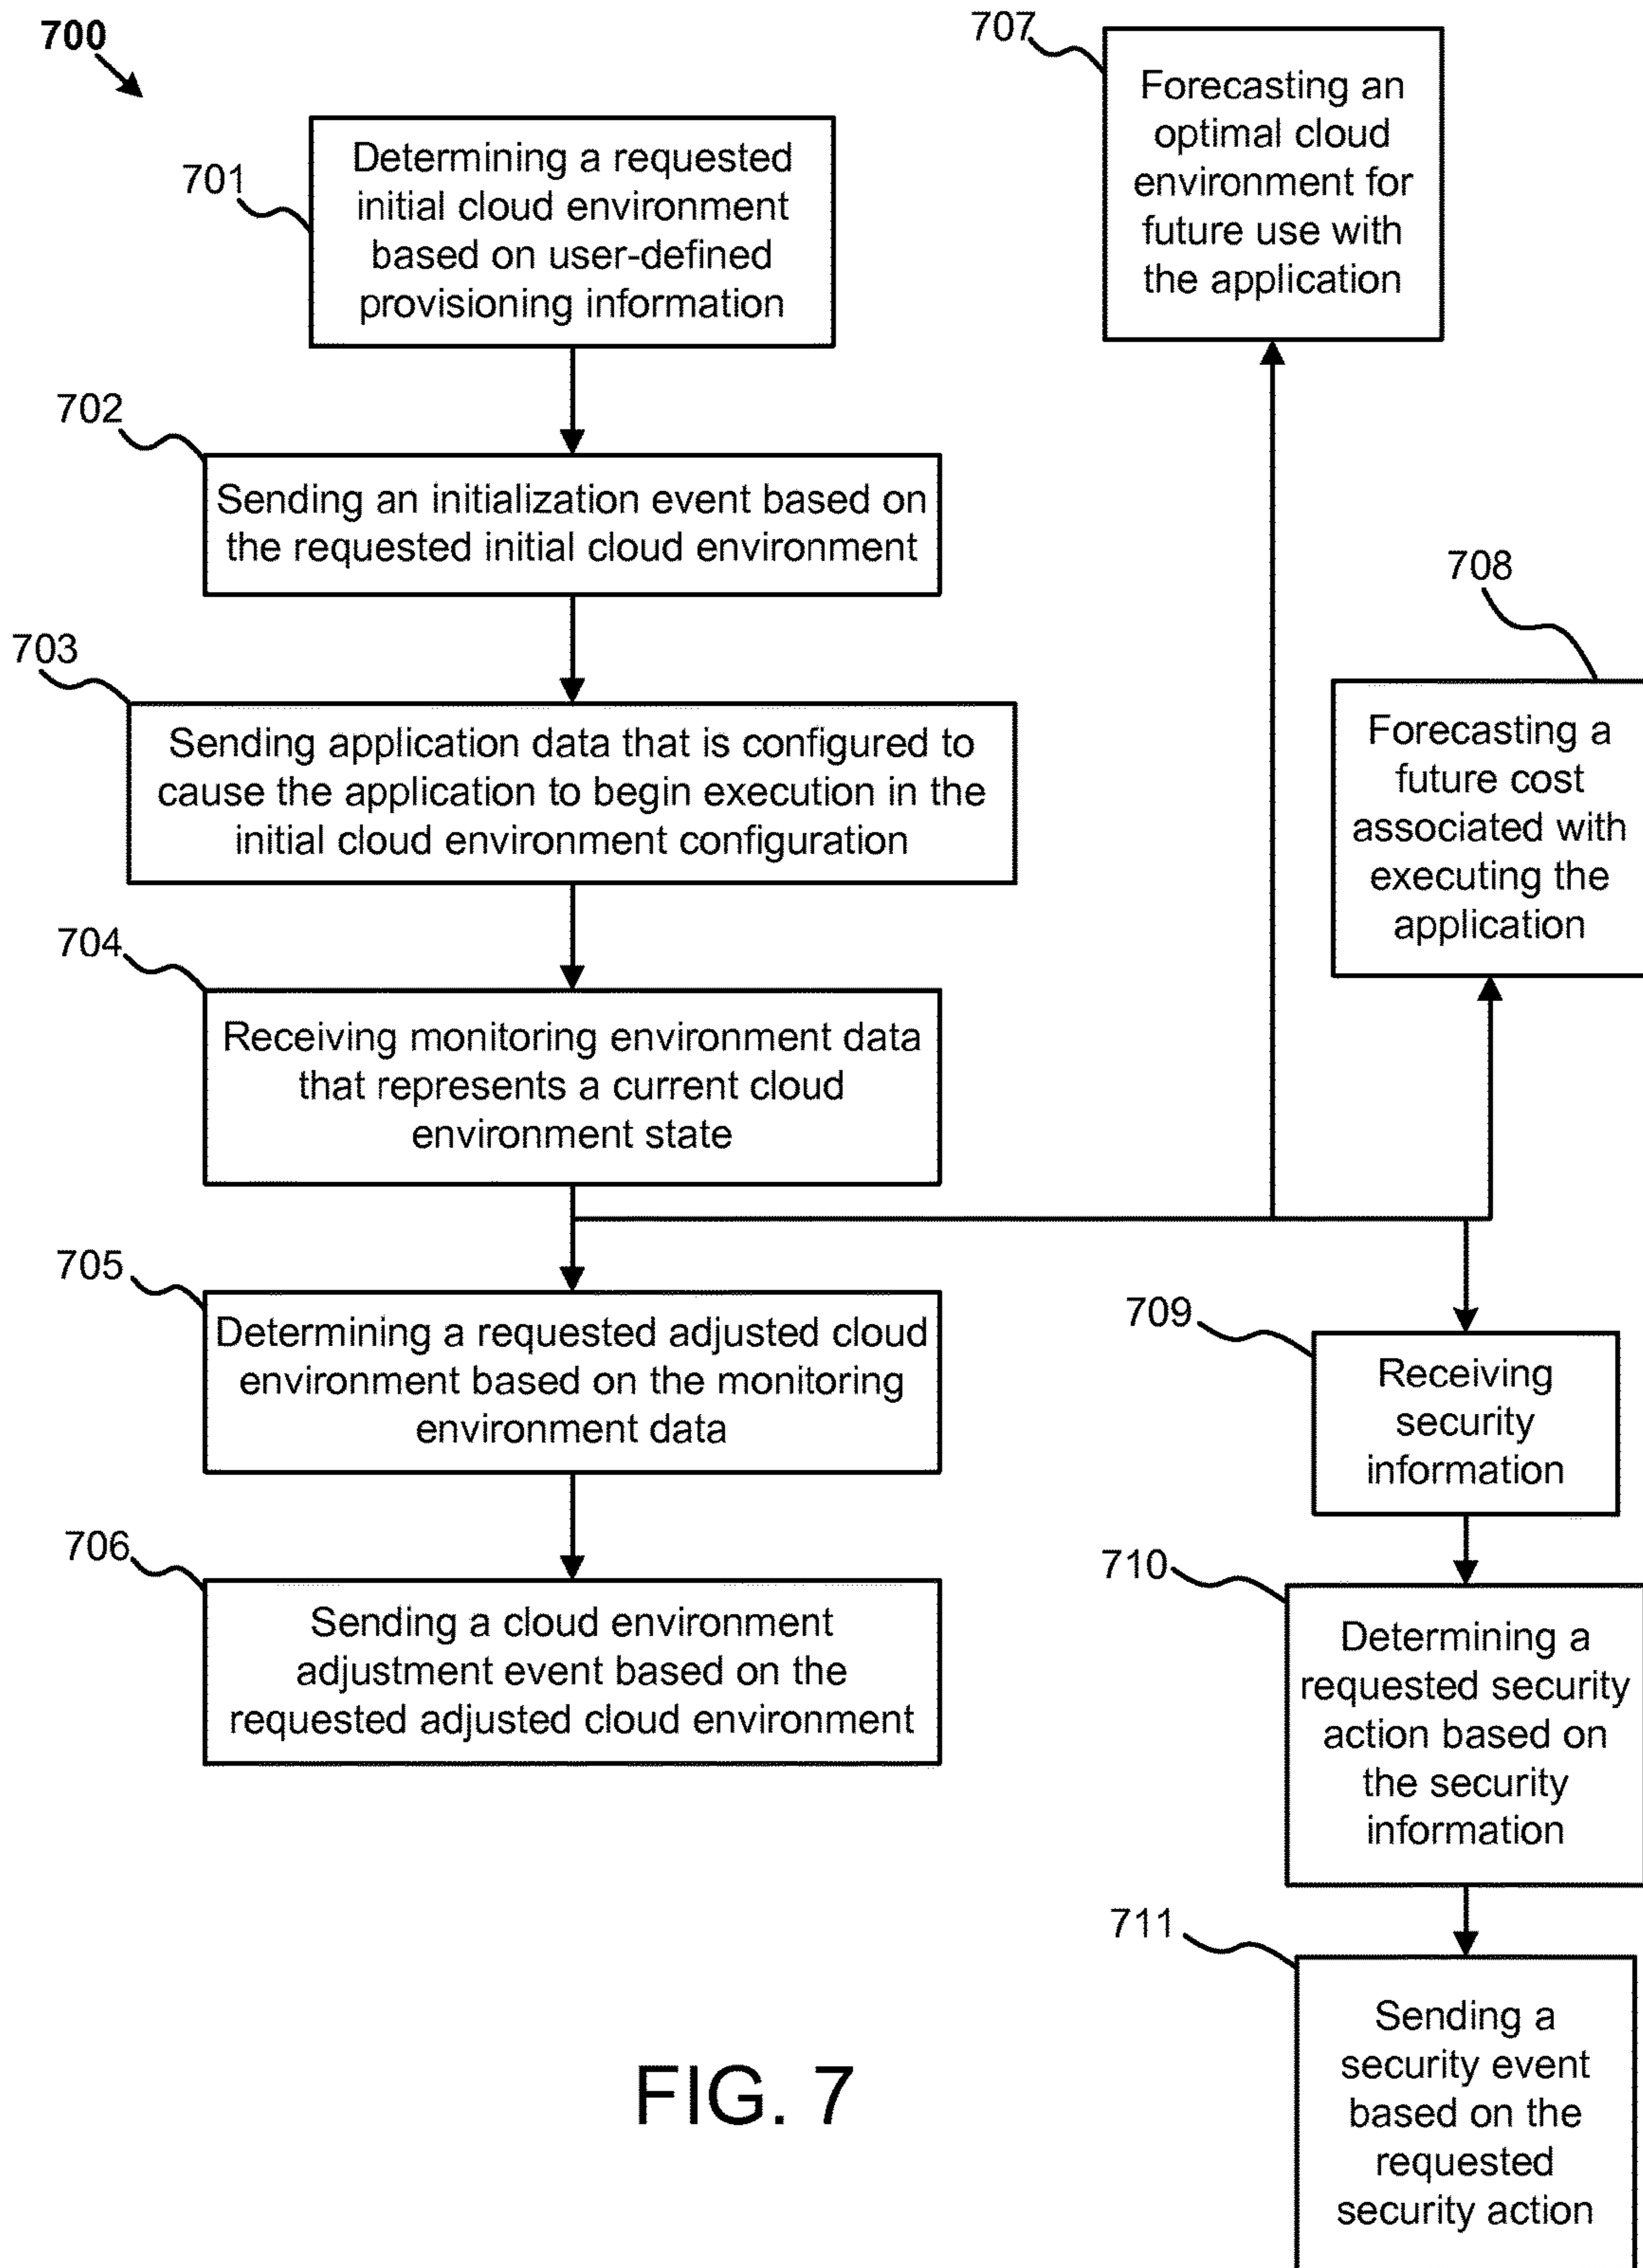 700
701
Determining a requested
initial cloud environment
based on user-defined
provisioning information
702
Sending an initialization event based on
the requested initial cloud environment
703
Sending application data that is configured to
cause the application to begin execution in the
initial cloud environment configuration
704
Receiving monitoring environment data
that represents a current cloud
environment state
705
Determining a requested adjusted cloud
environment based on the monitoring
environment data
706
Sending a cloud environment
adjustment event based on the
requested adjusted cloud environment
707
Forecasting an
optimal cloud
environment for
future use with
the application
708
Forecasting a
future cost
associated with
executing the
application
709
Receiving
security
information
710
Determining a
requested security
action based on
the security
information
711
Sending a
security event
based on the
requested
security action
FIG. 7